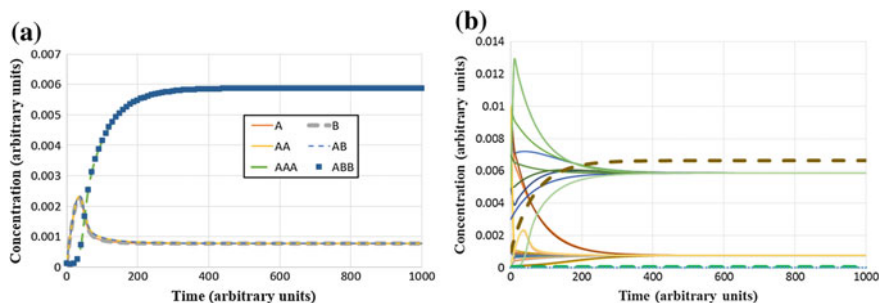 (a)
Concentration (arbitrary units)
0.007
0.006
0.005
0.004
0.003
0.002
0.001
0
A B
AA AB
AAA ABB
0 200 400 600 800 1000
Time (arbitrary units)
(b)
Concentration (arbitrary units)
0.014
0.012
0.01
0.008
0.006
0.004
0.002
0
0 200 400 600 800 1000
Time (arbitrary units)